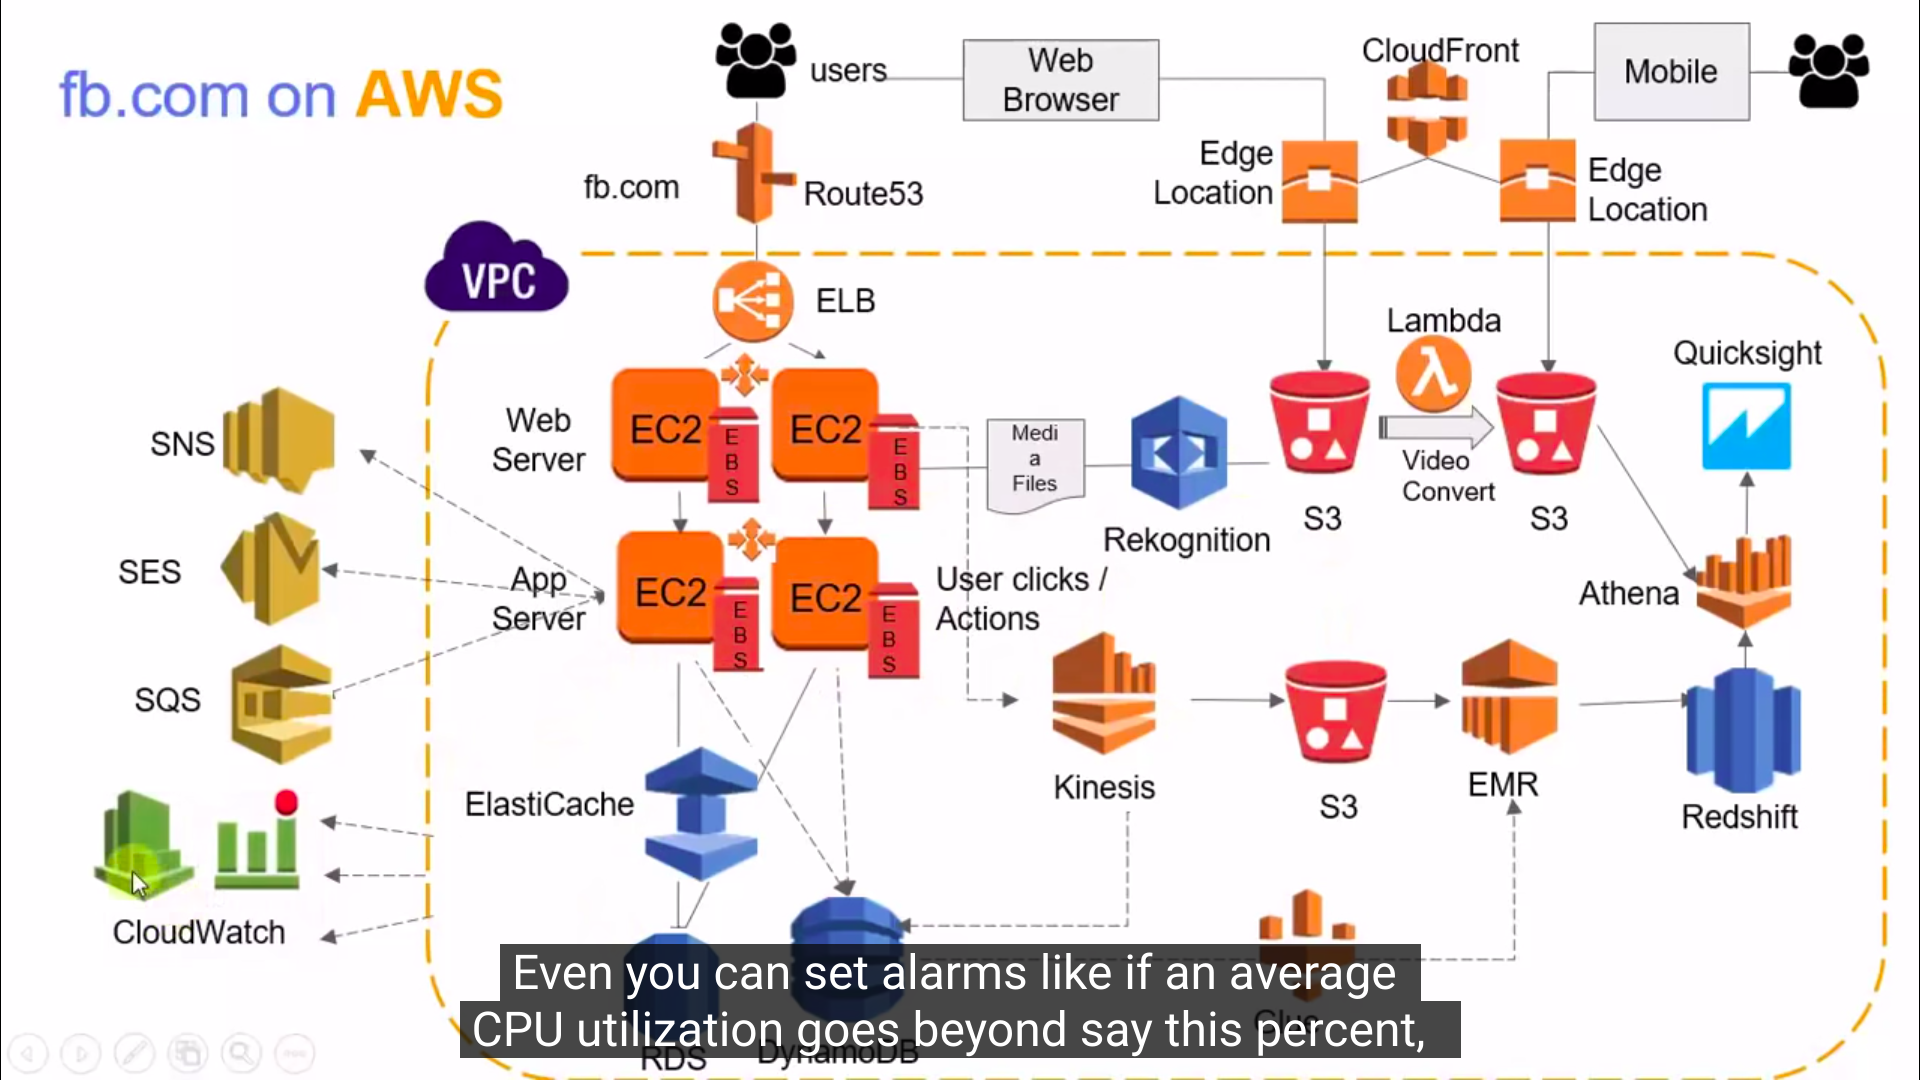 fb.com on AWS
users
Web
Browser
CloudFront
Mobile
fb.com
Route53
Edge
Location
Edge
Location
VPC
ELB
Lambda
Quicksight
SNS
Web
Server
EC2
EBS
EC2
EBS
Medi
a
Files
Video
Convert
S3
S3
Rekognition
SES
App
Server
EC2
EBS
EC2
EBS
User clicks /
Actions
Athena
SQS
ElastiCache
Kinesis
S3
EMR
Redshift
CloudWatch
Glue
RDS
DynamoDB
Even you can set alarms like if an average
CPU utilization goes beyond say this percent,